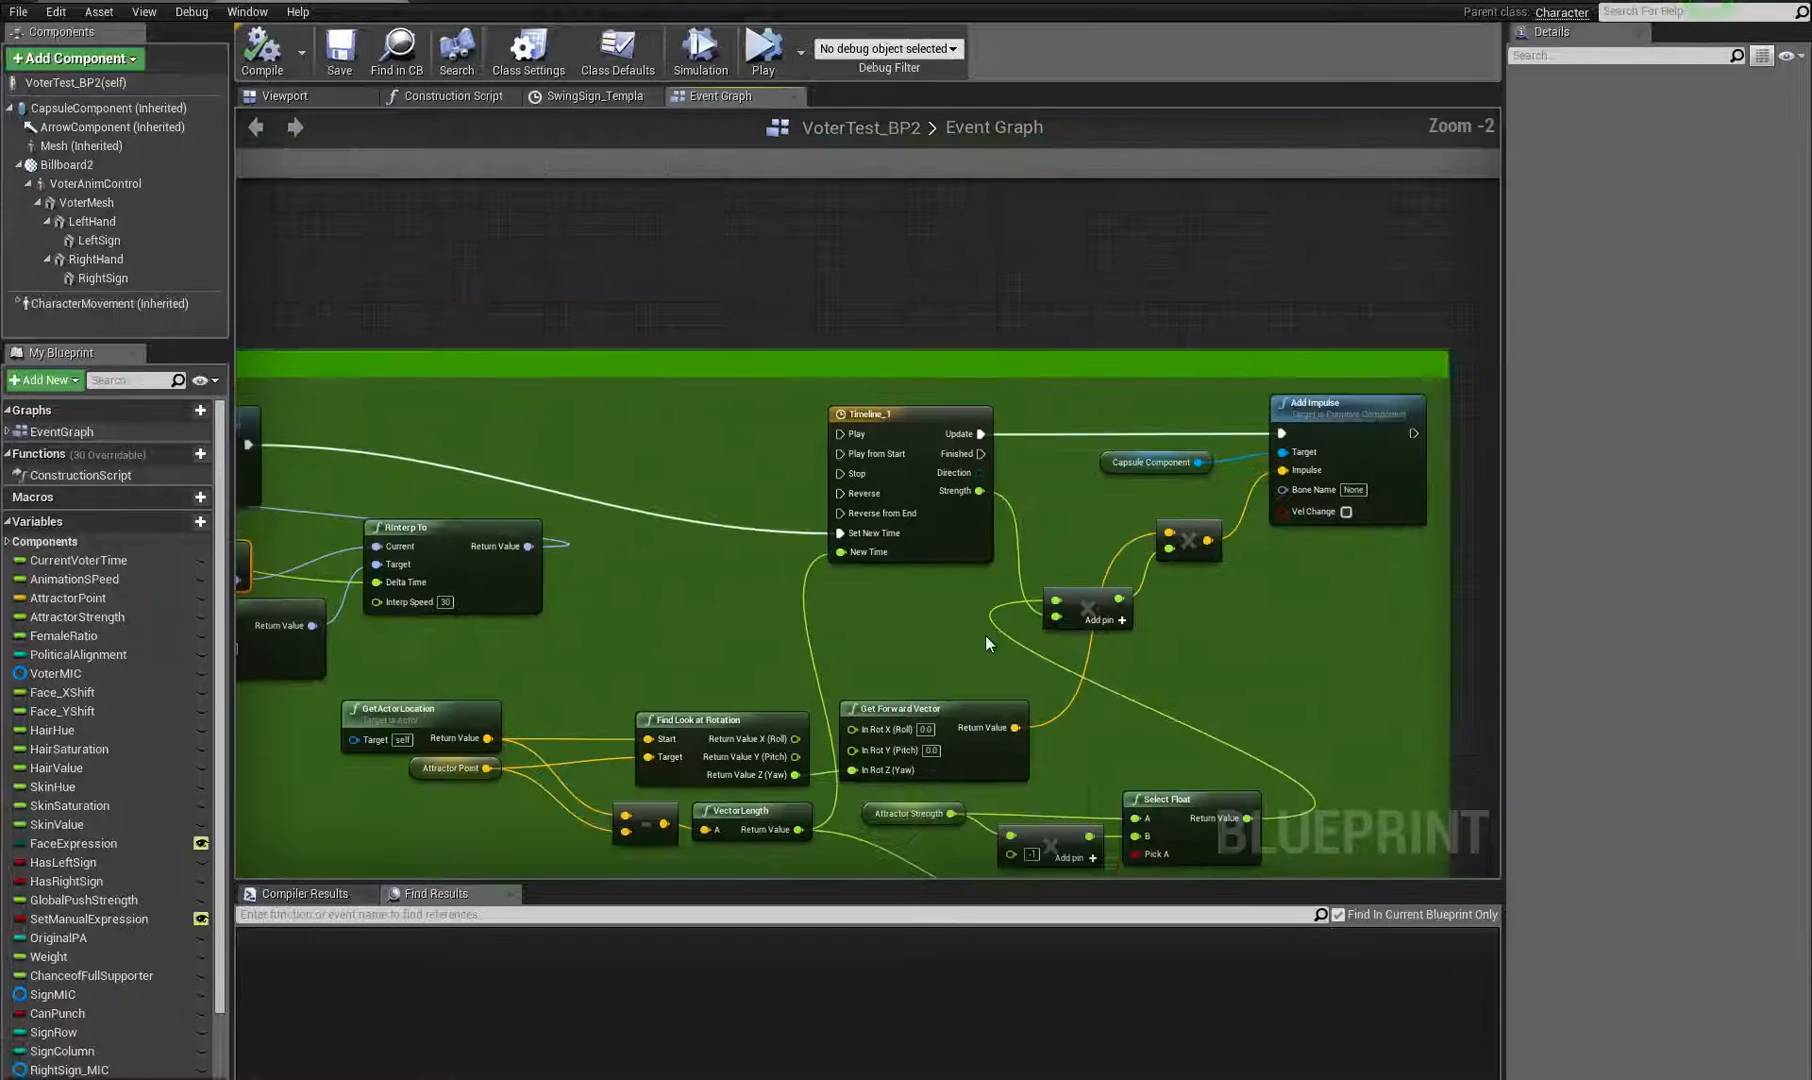 File Edit Asset View Debug Window Help
Parent class: Character Search For Help
Components
+Add Component
VoterTest_BP2(self)
CapsuleComponent (Inherited)
ArrowComponent (Inherited)
Mesh (Inherited)
Billboard2
VoterAnimControl
VoterMesh
LeftHand
LeftSign
RightHand
RightSign
CharacterMovement (Inherited)
Compile Save Find in CB Search Class Settings Class Defaults Simulation Play
No debug object selected
Debug Filter
Details
Search
Viewport Construction Script SwingSign_Templa Event Graph
VoterTest_BP2 > Event Graph
Zoom -2
My Blueprint
+Add New Search
Graphs
EventGraph
Functions (30 Overridable)
ConstructionScript
Macros
Variables
Components
CurrentVoterTime
AnimationSPeed
AttractorPoint
AttractorStrength
FemaleRatio
PoliticalAlignment
VoterMIC
Face_XShift
Face_YShift
HairHue
HairSaturation
HairValue
SkinHue
SkinSaturation
SkinValue
FaceExpression
HasLeftSign
HasRightSign
GlobalPushStrength
SetManualExpression
OriginalPA
Weight
ChanceofFullSupporter
SignMIC
CanPunch
SignRow
SignColumn
RightSign_MIC
Timeline_1
Play Update
Play from Start Finished
Stop Direction
Reverse Strength
Reverse from End
Set New Time
New Time
Add Impulse
Target is Primitive Component
Target
Impulse
Bone Name None
Vel Change
Capsule Component
RInterp To
Current Return Value
Target
Delta Time
Interp Speed 30
Return Value
Add pin +
GetActorLocation
Target is Actor
Target self Return Value
Attractor Point
Find Look at Rotation
Start Return Value X (Roll)
Target Return Value Y (Pitch)
Return Value Z (Yaw)
Get Forward Vector
In Rot X (Roll) 0.0 Return Value
In Rot Y (Pitch) 0.0
In Rot Z (Yaw)
VectorLength
A Return Value
Attractor Strength
-1 Add pin +
Select Float
A Return Value
B
Pick A
BLUEPRINT
Compiler Results Find Results
Enter function or event name to find references...
Find In Current Blueprint Only